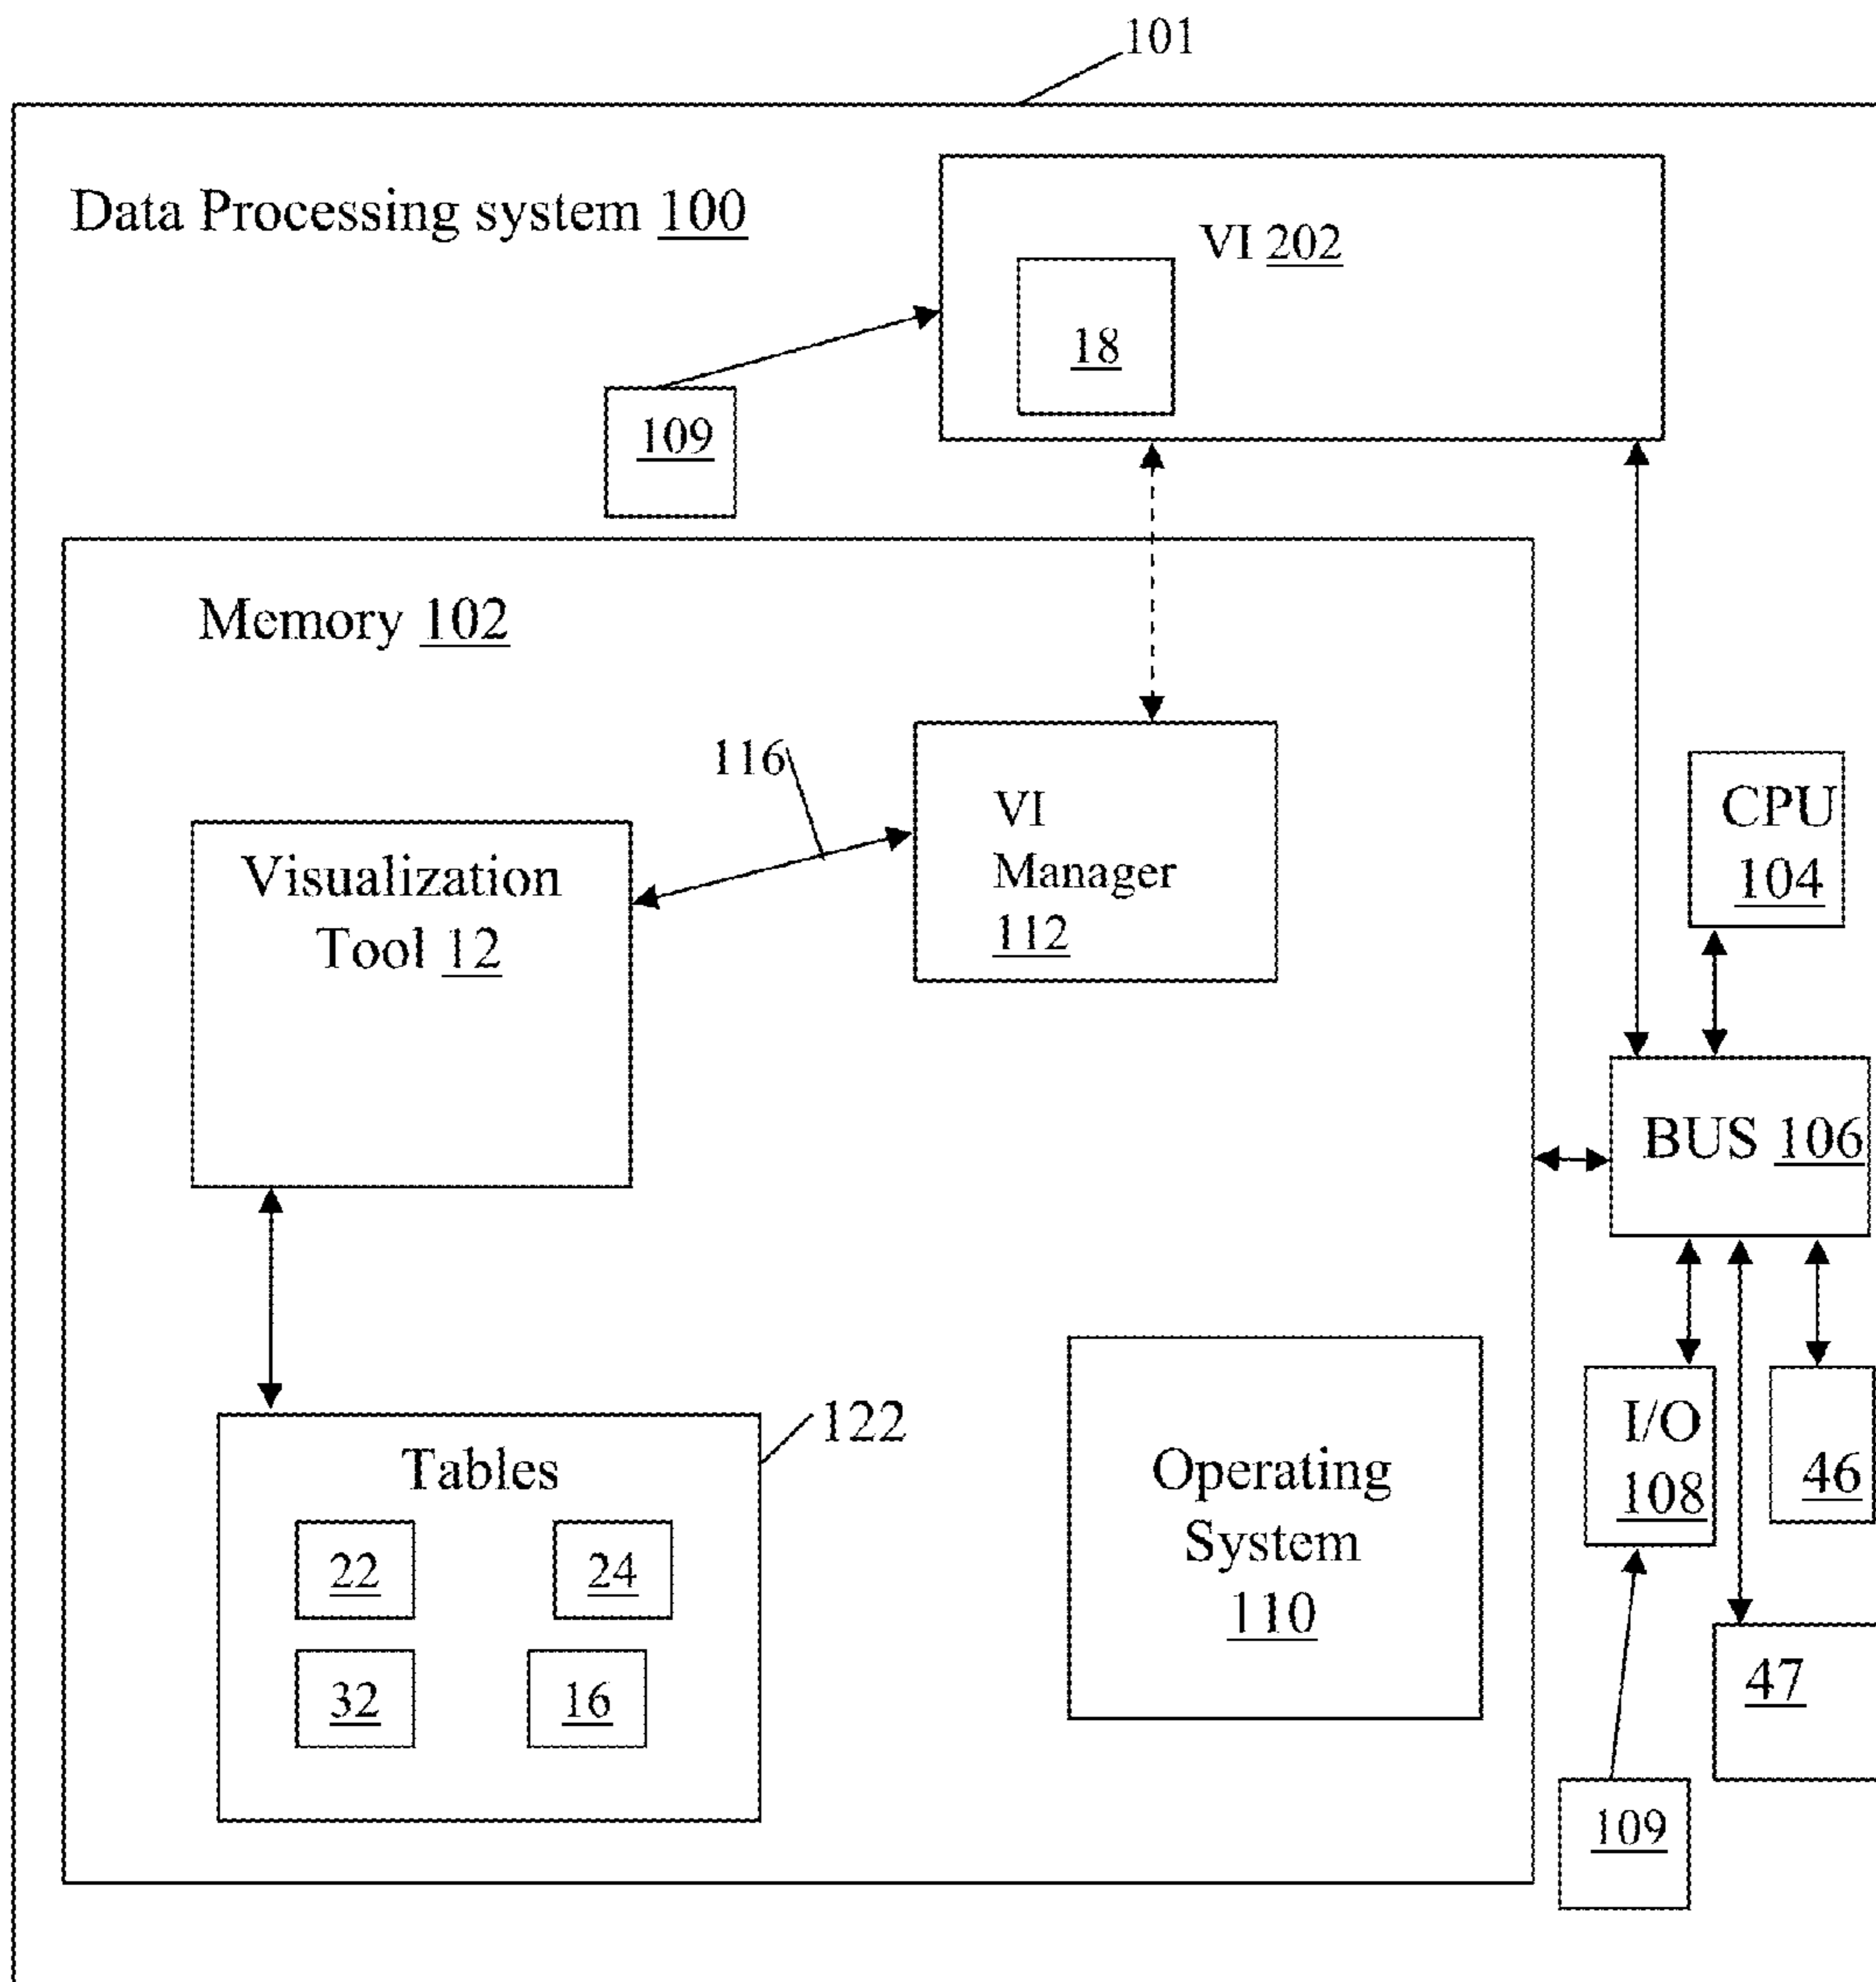 101
Data Processing system 100
VI 202
18
109
Memory 102
116
VI
Manager
112
CPU
104
Visualization
Tool 12
BUS 106
122
Tables
22
24
32
16
Operating
System
110
I/O
108
46
47
109